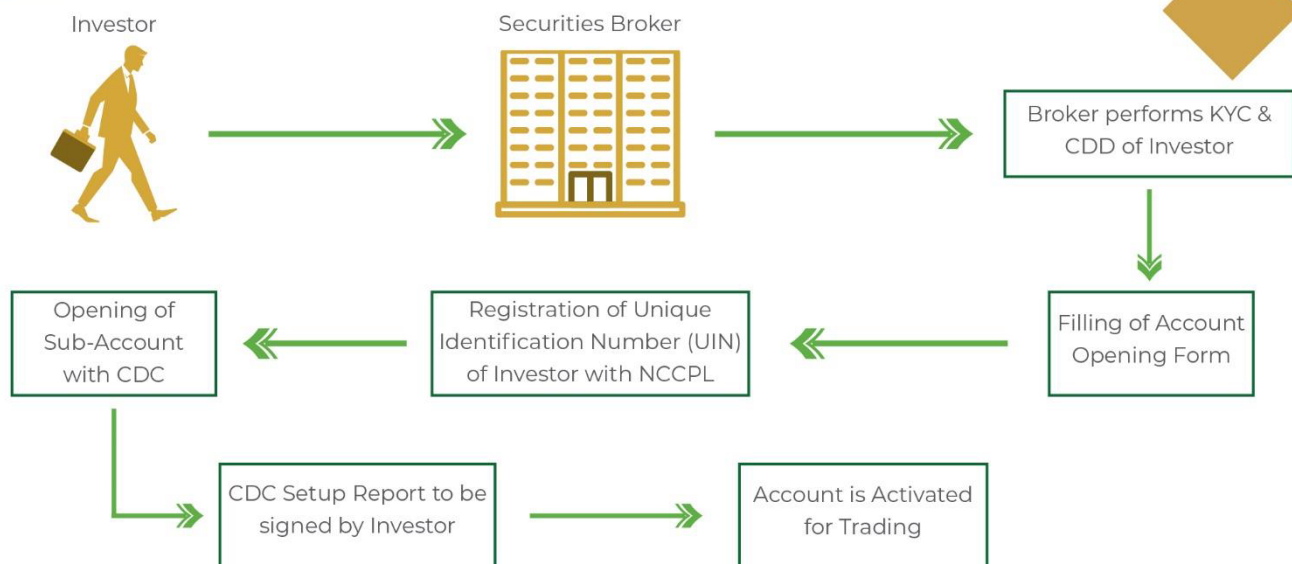 Investor
Securities Broker
Broker performs KYC &
CDD of Investor
Filling of Account
Opening Form
Registration of Unique
Identification Number (UIN)
of Investor with NCCPL
Opening of
Sub-Account
with CDC
CDC Setup Report to be
signed by Investor
Account is Activated
for Trading